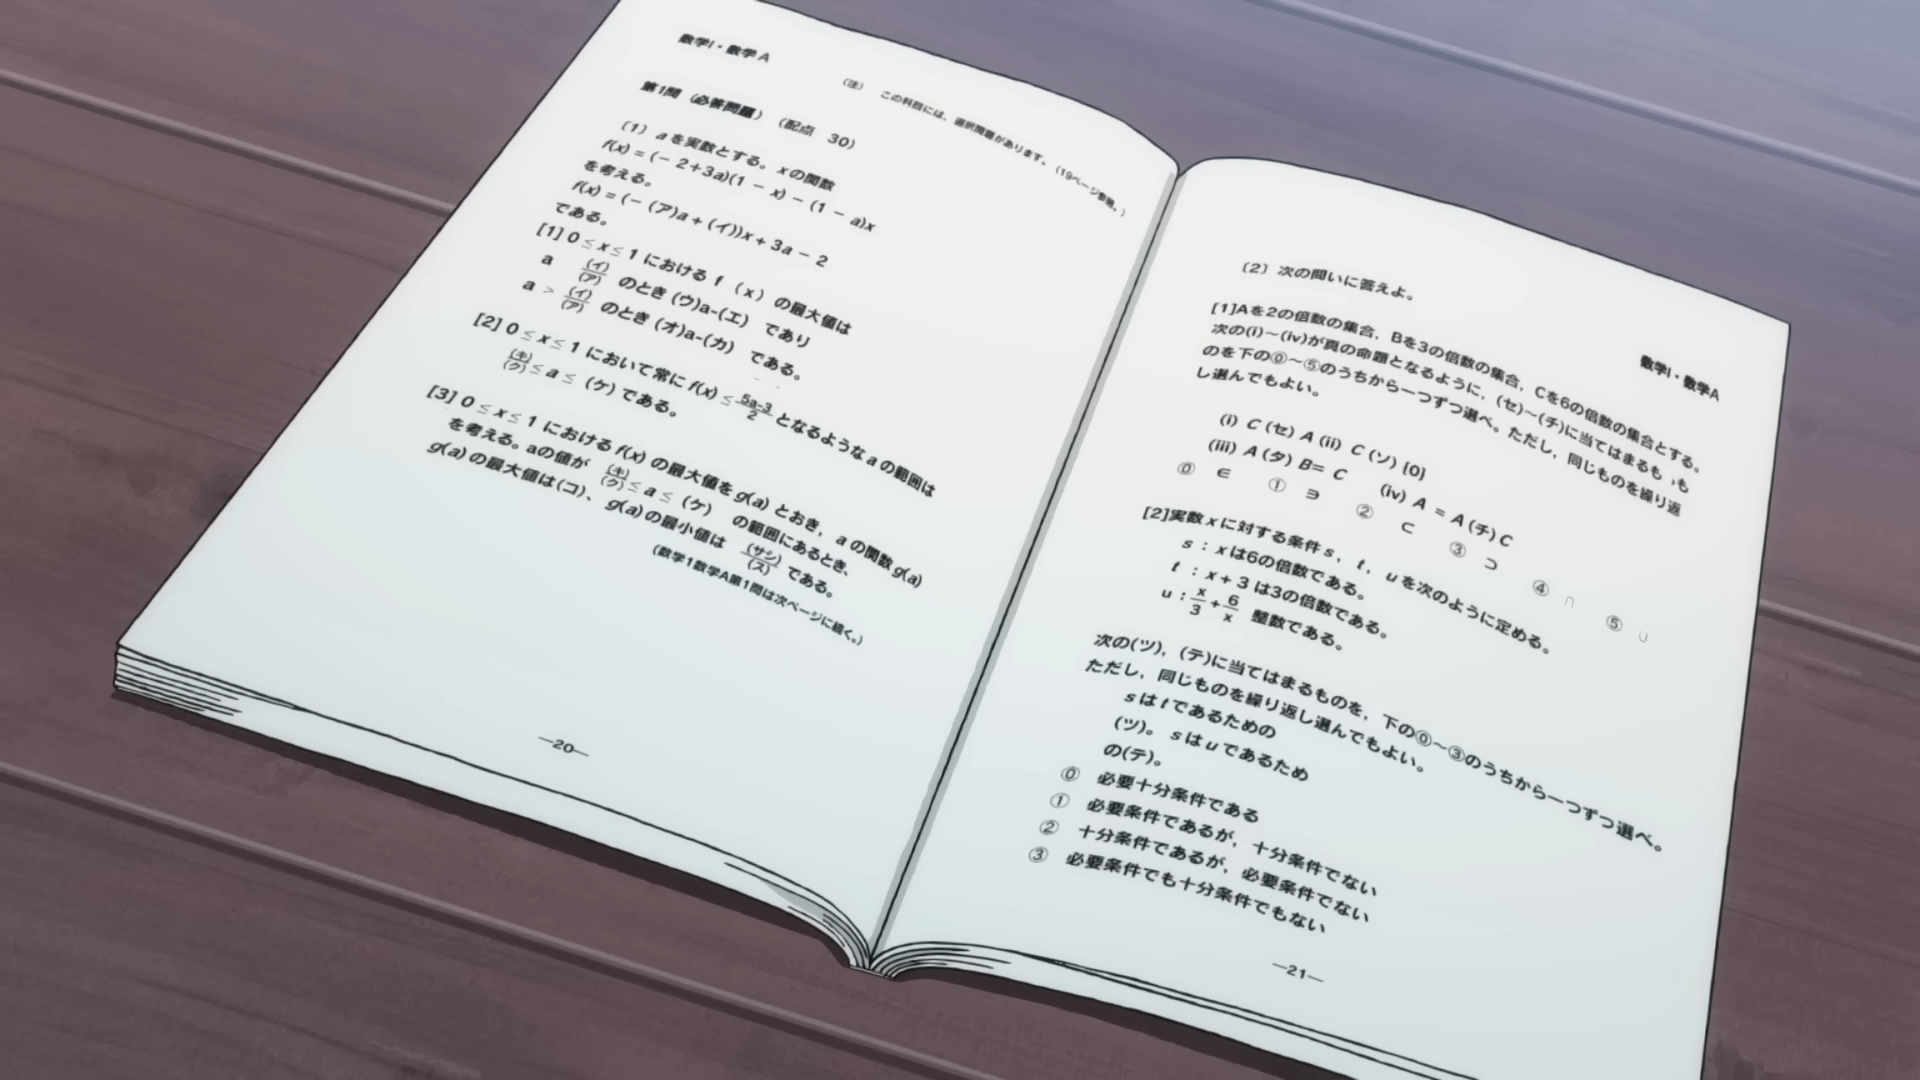 数学I・数学A
(注) この科目には、選択問題があります。(19ページ参照。)
第1問 (必答問題) (配点 30)
〔1〕 aを実数とする。xの関数
f(x) = (− 2+3a)(1 − x) − (1 − a)x
を考える。
f(x) = (− (ア)a + (イ))x + 3a − 2
である。
[1] 0 ≤ x ≤ 1 における f (x) の最大値は
a (イ)/(ア) のとき (ウ)a-(エ) であり
a > (イ)/(ア) のとき (オ)a-(カ) である。
[2] 0 ≤ x ≤ 1 において常に f(x) ≤ 5a-3/2 となるような a の範囲は
(キ)/(ク) ≤ a ≤ (ケ) である。
[3] 0 ≤ x ≤ 1 における f(x) の最大値を g(a) とおき, a の関数 g(a)
を考える。aの値が (キ)/(ク) ≤ a ≤ (ケ) の範囲にあるとき、
g(a) の最大値は(コ)、 g(a) の最小値は (サシ)/(ス) である。
(数学1数学A第1問は次ページに続く。)
—20—
数学I・数学A
〔2〕 次の問いに答えよ。
[1]Aを2の倍数の集合, Bを3の倍数の集合, Cを6の倍数の集合とする。
次の(i)～(iv)が真の命題となるように, (セ)～(チ)に当てはまるも ,も
のを下の⓪～⑤のうちから一つずつ選べ。ただし, 同じものを繰り返
し選んでもよい。
(i) C (セ) A (ii) C (ソ) [0]
(iii) A (タ) B= C (iv) A = A (チ) C
⓪ ∈ ① ∋ ② ⊂ ③ ⊃ ④ ∩ ⑤ ∪
[2]実数 x に対する条件 s, t, u を次のように定める。
s : x は6の倍数である。
t : x + 3 は3の倍数である。
u : x/3 + 6/x 整数である。
次の(ツ), (テ)に当てはまるものを, 下の⓪～③のうちから一つずつ選べ。
ただし, 同じものを繰り返し選んでもよい。
s は t であるための
(ツ)。 s は u であるため
の(テ)。
⓪ 必要十分条件である
① 必要条件であるが, 十分条件でない
② 十分条件であるが, 必要条件でない
③ 必要条件でも十分条件でもない
—21—